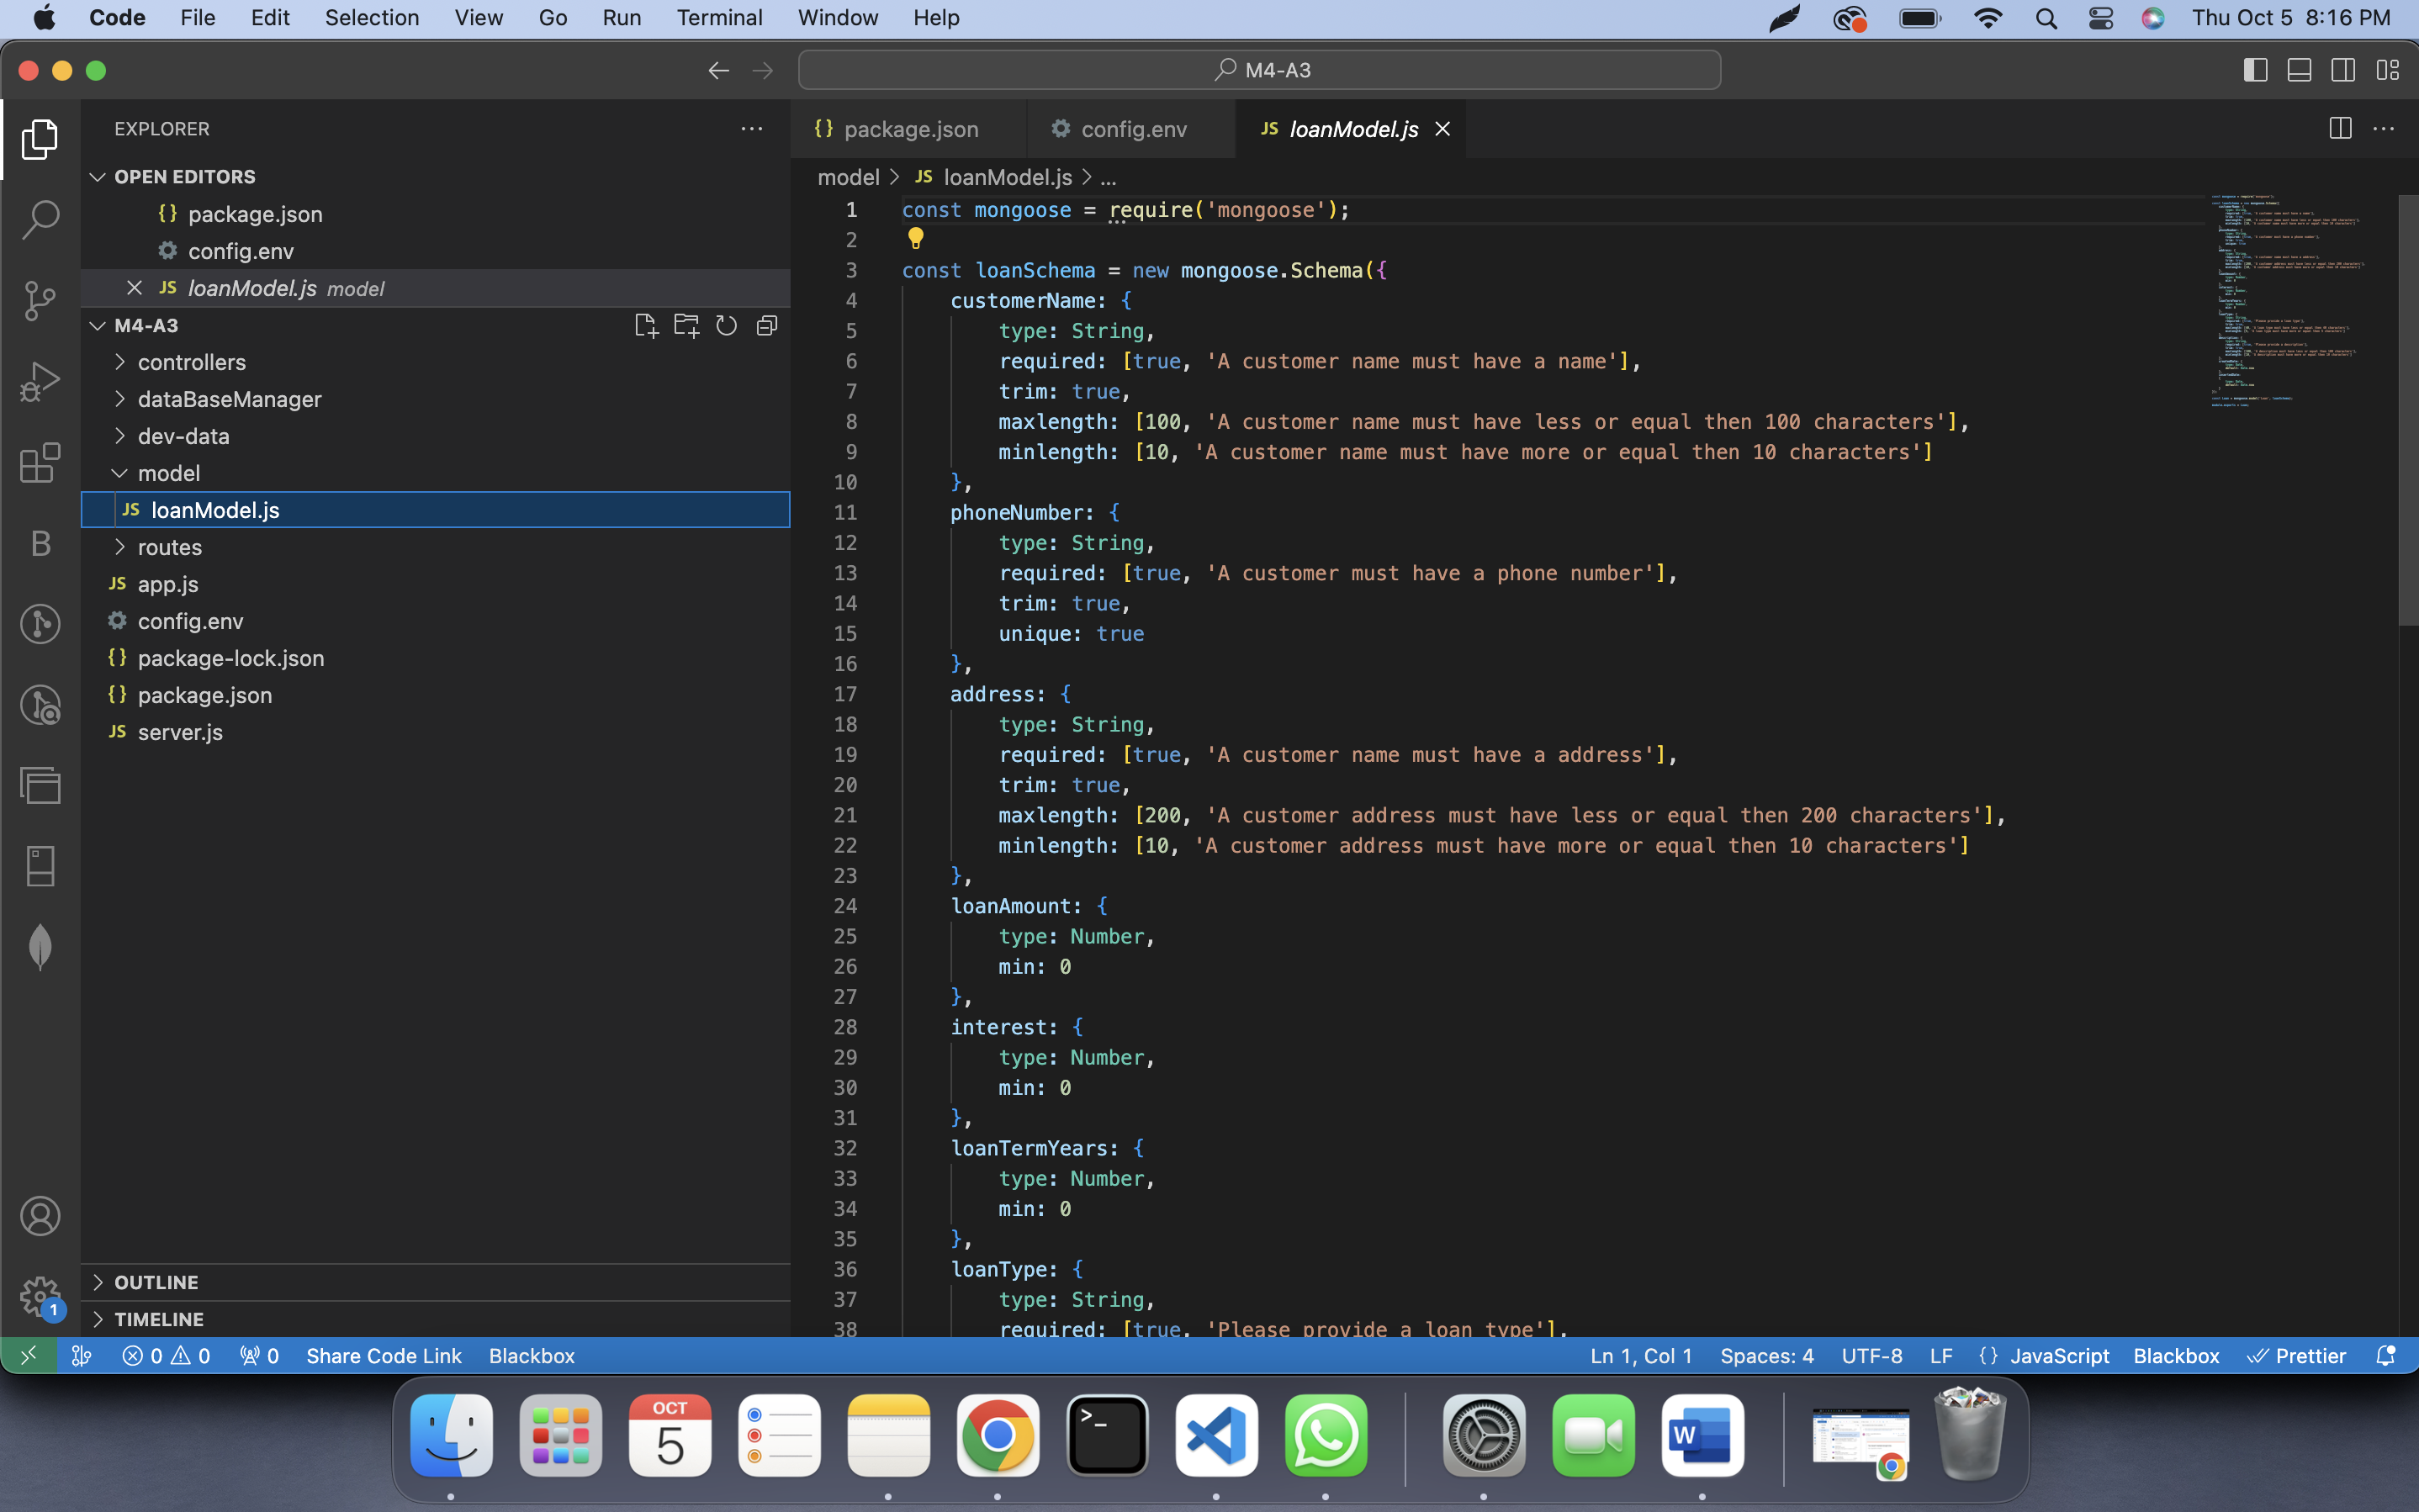 Code File Edit Selection View Go Run Terminal Window Help Thu Oct 5 8:16 PM
M4-A3
EXPLORER
OPEN EDITORS
{} package.json
config.env
JS loanModel.js model
M4-A3
controllers
dataBaseManager
dev-data
model
JS loanModel.js
routes
JS app.js
config.env
{} package-lock.json
{} package.json
JS server.js
OUTLINE
TIMELINE
B
1
{} package.json config.env JS loanModel.js
model > JS loanModel.js > ...
1 const mongoose = require('mongoose');
2
3 const loanSchema = new mongoose.Schema({
4 customerName: {
5 type: String,
6 required: [true, 'A customer name must have a name'],
7 trim: true,
8 maxlength: [100, 'A customer name must have less or equal then 100 characters'],
9 minlength: [10, 'A customer name must have more or equal then 10 characters']
10 },
11 phoneNumber: {
12 type: String,
13 required: [true, 'A customer must have a phone number'],
14 trim: true,
15 unique: true
16 },
17 address: {
18 type: String,
19 required: [true, 'A customer name must have a address'],
20 trim: true,
21 maxlength: [200, 'A customer address must have less or equal then 200 characters'],
22 minlength: [10, 'A customer address must have more or equal then 10 characters']
23 },
24 loanAmount: {
25 type: Number,
26 min: 0
27 },
28 interest: {
29 type: Number,
30 min: 0
31 },
32 loanTermYears: {
33 type: Number,
34 min: 0
35 },
36 loanType: {
37 type: String,
38 required: [true, 'Please provide a loan type'],
0 0 0 Share Code Link Blackbox Ln 1, Col 1 Spaces: 4 UTF-8 LF {} JavaScript Blackbox Prettier
OCT
5
>_
W